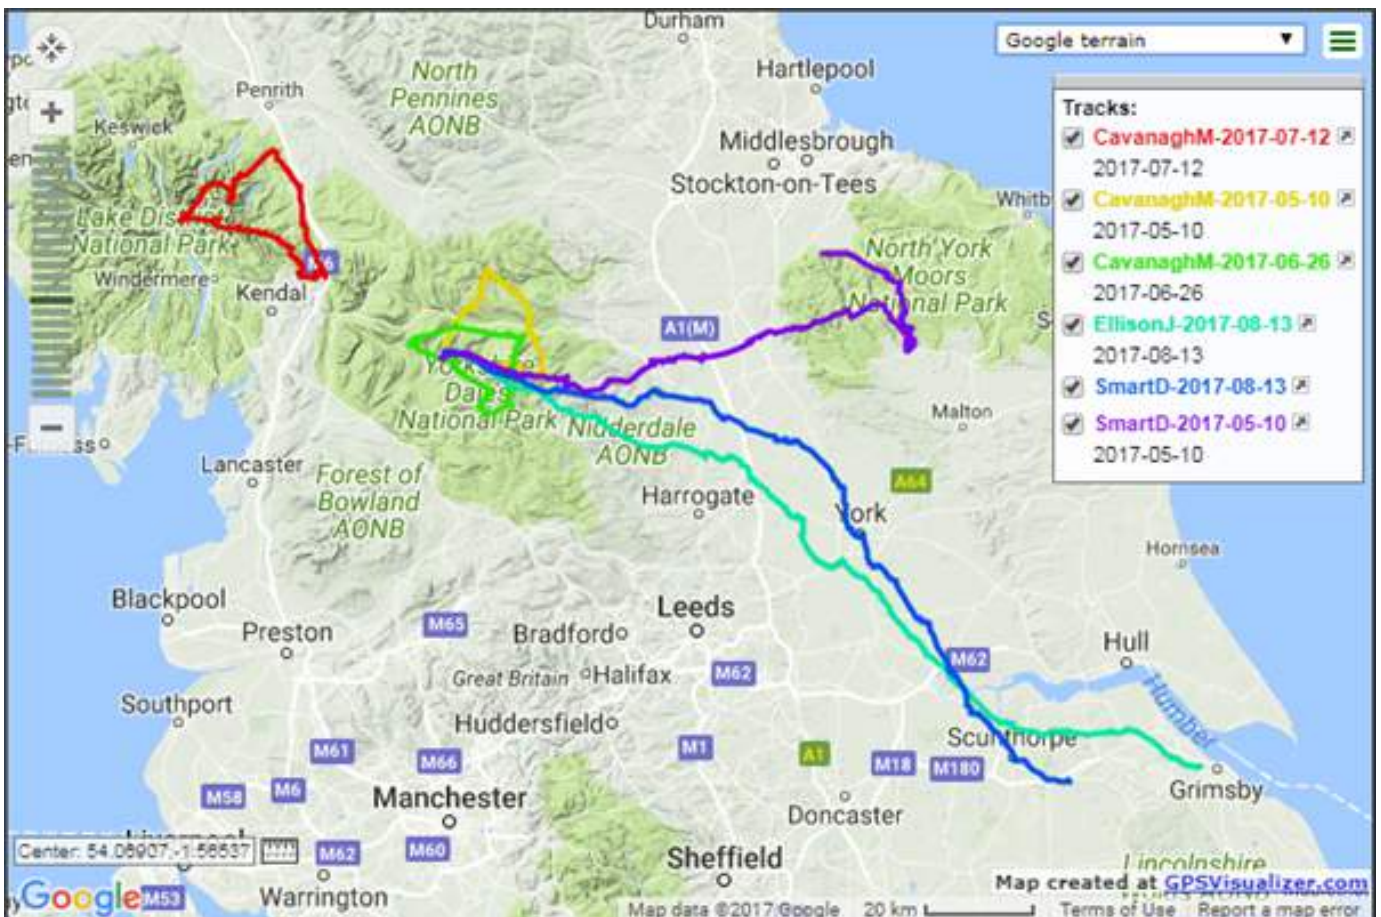 Durham
Google terrain
Hartlepool
North
Pennines
AONB
Penrith
Keswick
Middlesbrough
Stockton-on-Tees
Tracks:
CavanaghM-2017-07-12
2017-07-12
CavanaghM-2017-05-10
2017-05-10
CavanaghM-2017-06-26
2017-06-26
EllisonJ-2017-08-13
2017-08-13
SmartD-2017-08-13
SmartD-2017-05-10
2017-05-10
Whitb
North York
Moors
National Park
Lake District
National Park
Windermere
Kendal
M6
A1(M)
S
Yorkshire
Dales
National Park
Nidderdale
AONB
Malton
Lancaster
Forest of
Bowland
AONB
Harrogate
A64
York
Hornsea
Blackpool
Preston
M65
Bradford
Leeds
Great Britain
Halifax
M62
M62
Hull
Humber
Southport
Huddersfield
M61
M66
M1
A1
M18
M180
Scunthorpe
Grimsby
M58
M6
Manchester
Doncaster
Liverpool
Center: 54.06907,-1.56537
M62
M60
Sheffield
Lincolnshire
Map created at GPSVisualizer.com
Google
M53
Warrington
Map data ©2017 Google
20 km
Terms of Use
Report a map error